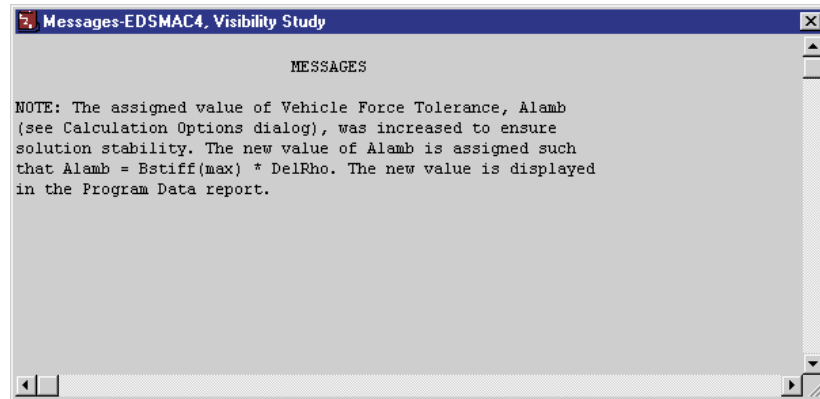 Messages-EDSMAC4, Visibility Study
MESSAGES
NOTE: The assigned value of Vehicle Force Tolerance, Alamb
(see Calculation Options dialog), was increased to ensure
solution stability. The new value of Alamb is assigned such
that Alamb = Bstiff(max) * DelRho. The new value is displayed
in the Program Data report.